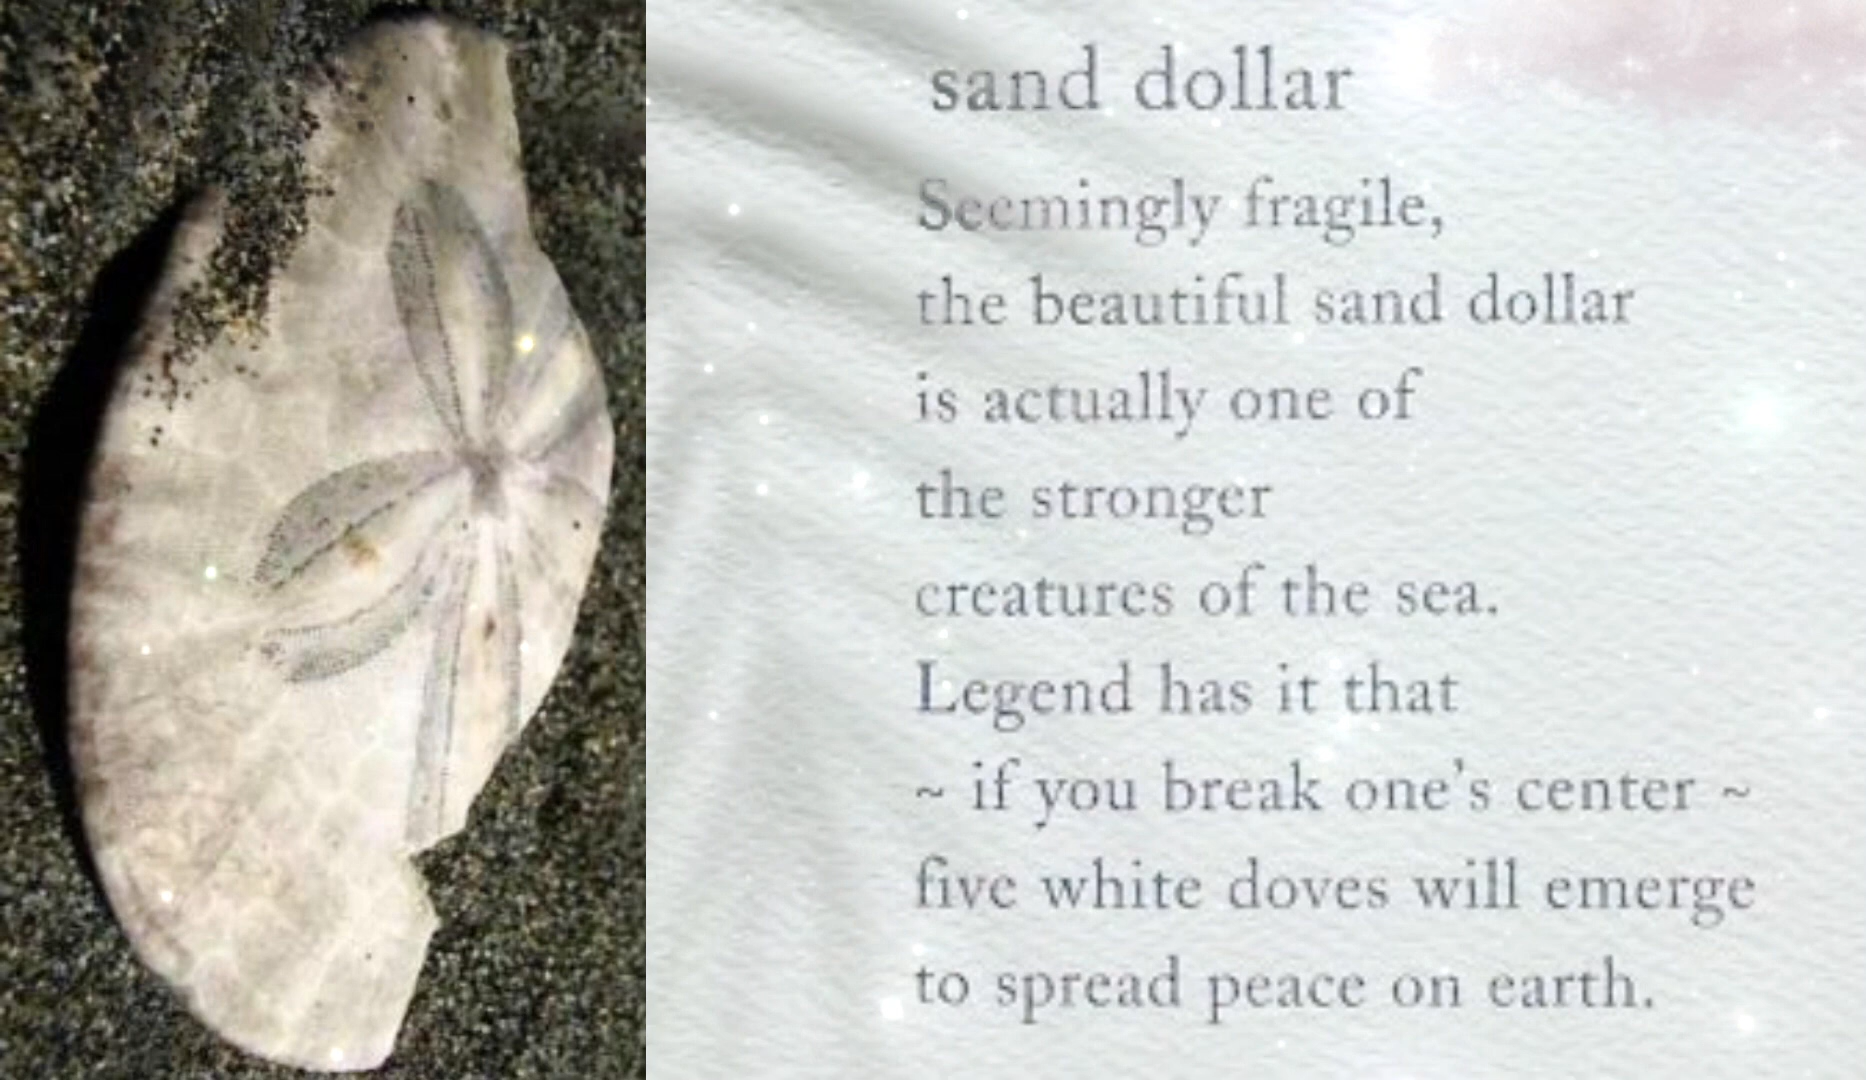 sand dollar
Seemingly fragile,
the beautiful sand dollar
is actually one of
the stronger
creatures of the sea.
Legend has it that
~ if you break one's center ~
five white doves will emerge
to spread peace on earth.